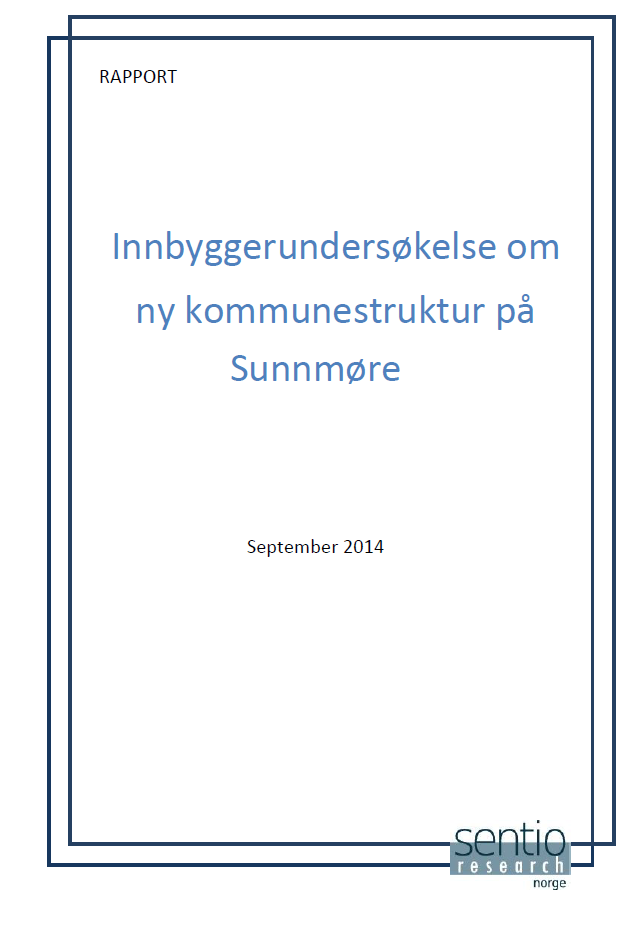 RAPPORT
Innbyggerundersøkelse om
ny kommunestruktur på
Sunnmøre
September 2014
sentio
research
norge